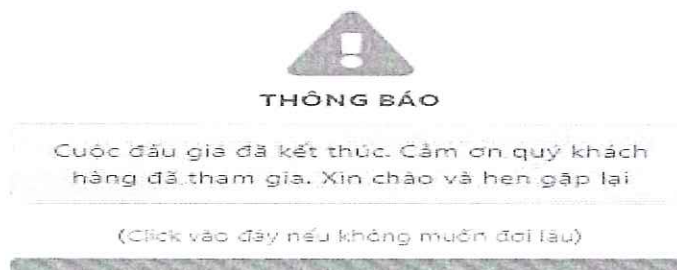 THÔNG BÁO
Cuộc đấu giá đã kết thúc. Cảm ơn quý khách
hàng đã tham gia. Xin chào và hẹn gặp lại
(Click vào đây nếu không muốn đợi lâu)